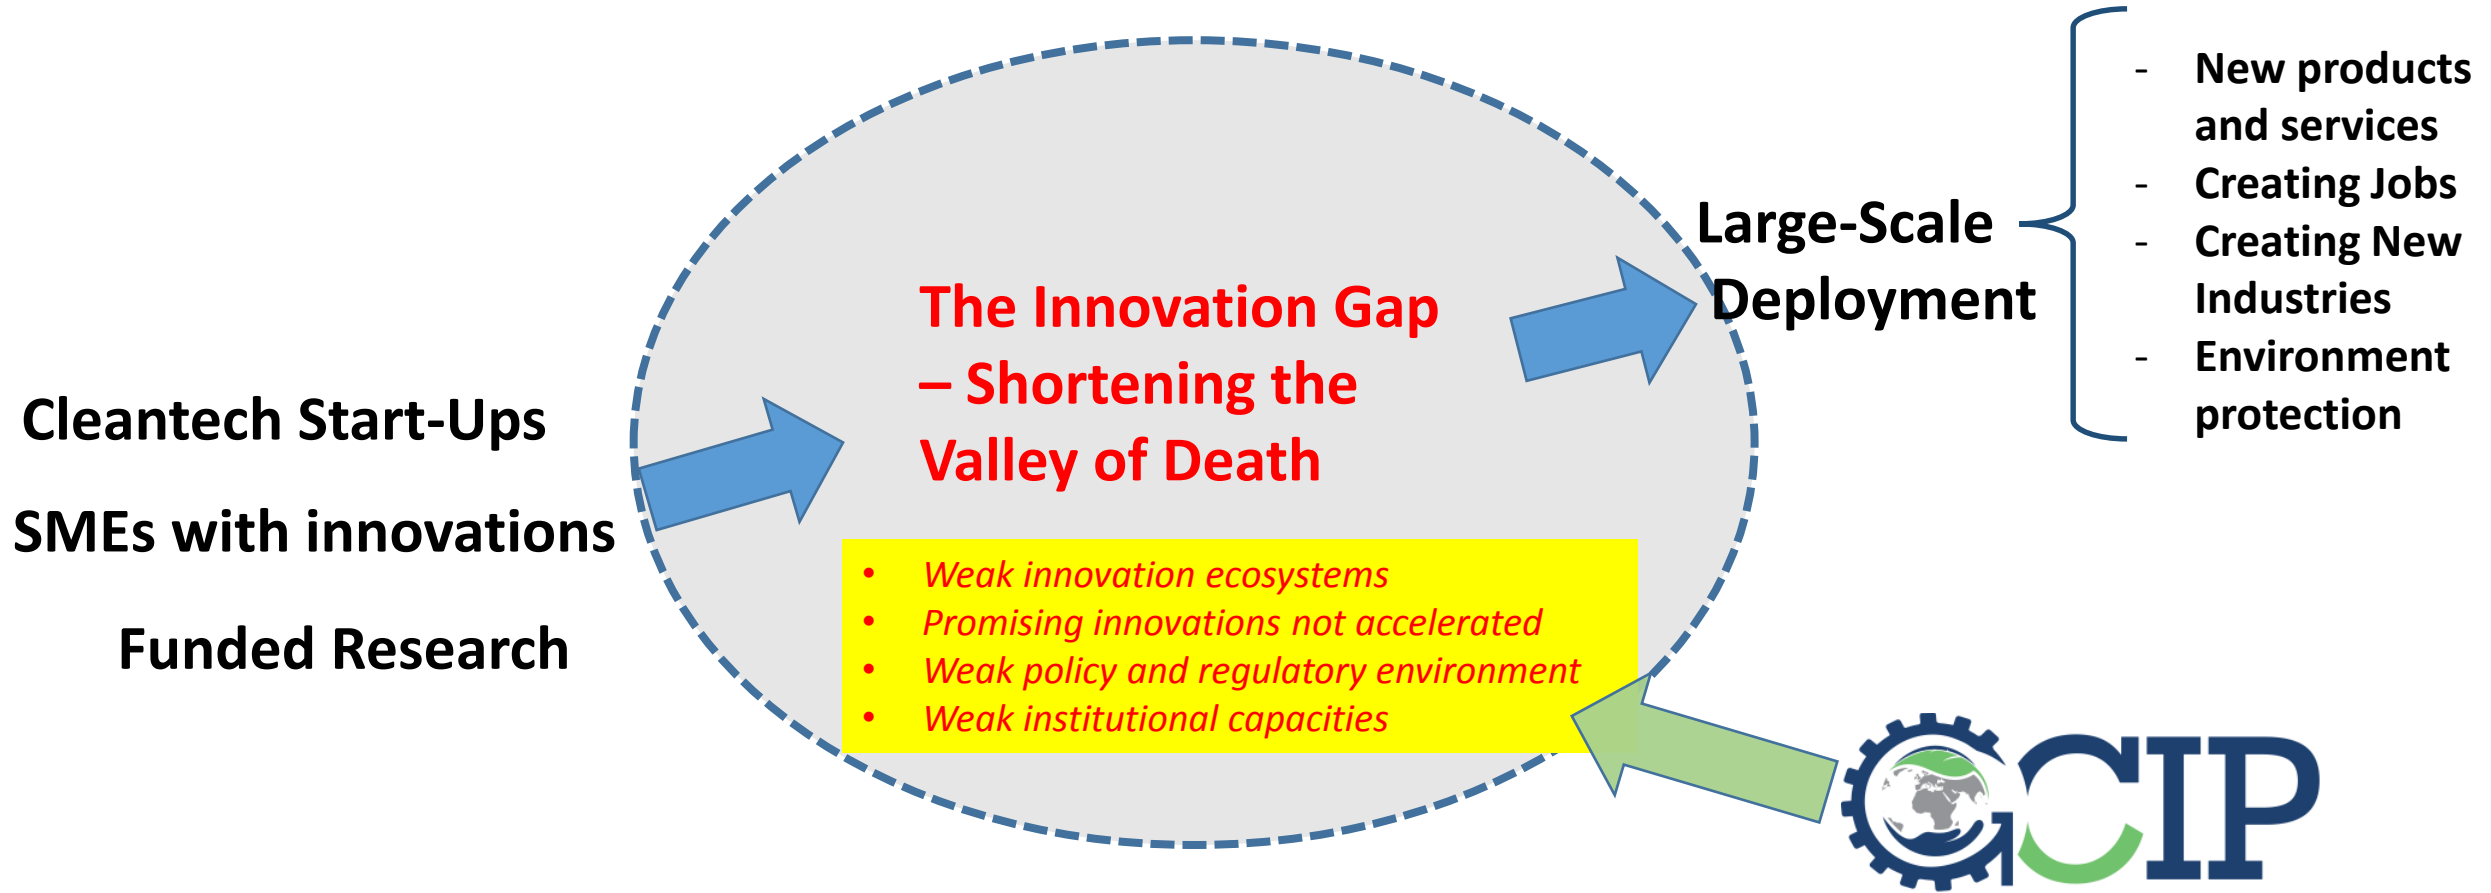 Cleantech Start-Ups
SMEs with innovations
Funded Research
The Innovation Gap
– Shortening the
Valley of Death
• Weak innovation ecosystems
• Promising innovations not accelerated
• Weak policy and regulatory environment
• Weak institutional capacities
Large-Scale
Deployment
- New products
and services
- Creating Jobs
- Creating New
Industries
- Environment
protection
GCIP